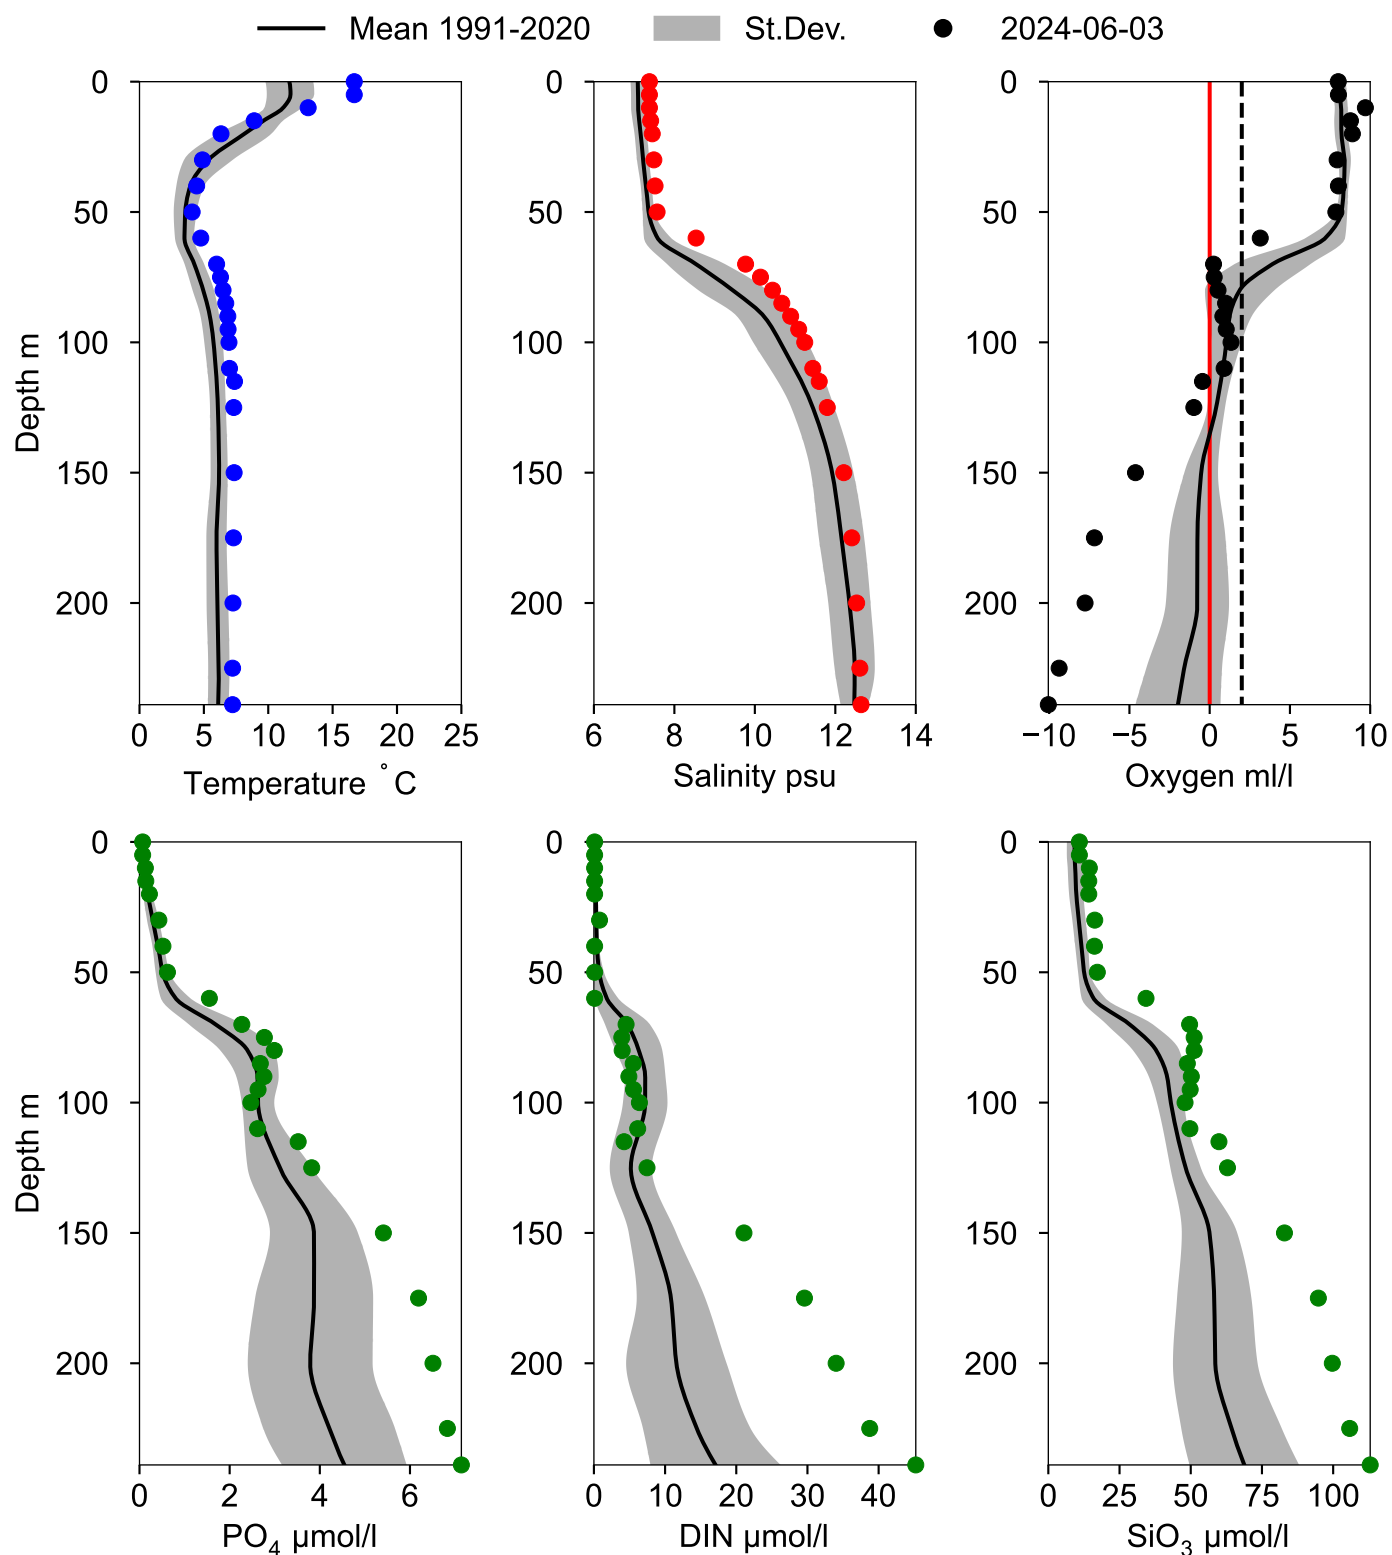 Mean 1991-2020 St.Dev. 2024-06-03
0 0 0
50 50 50
100 100 100
150 150 150
200 200 200
Depth m
0 5 10 15 20 25 6 8 10 12 14 −10 −5 0 5 10
Temperature °C Salinity psu Oxygen ml/l
0 0 0
50 50 50
100 100 100
150 150 150
200 200 200
Depth m
0 2 4 6 0 10 20 30 40 0 25 50 75 100
PO₄ μmol/l DIN μmol/l SiO₃ μmol/l